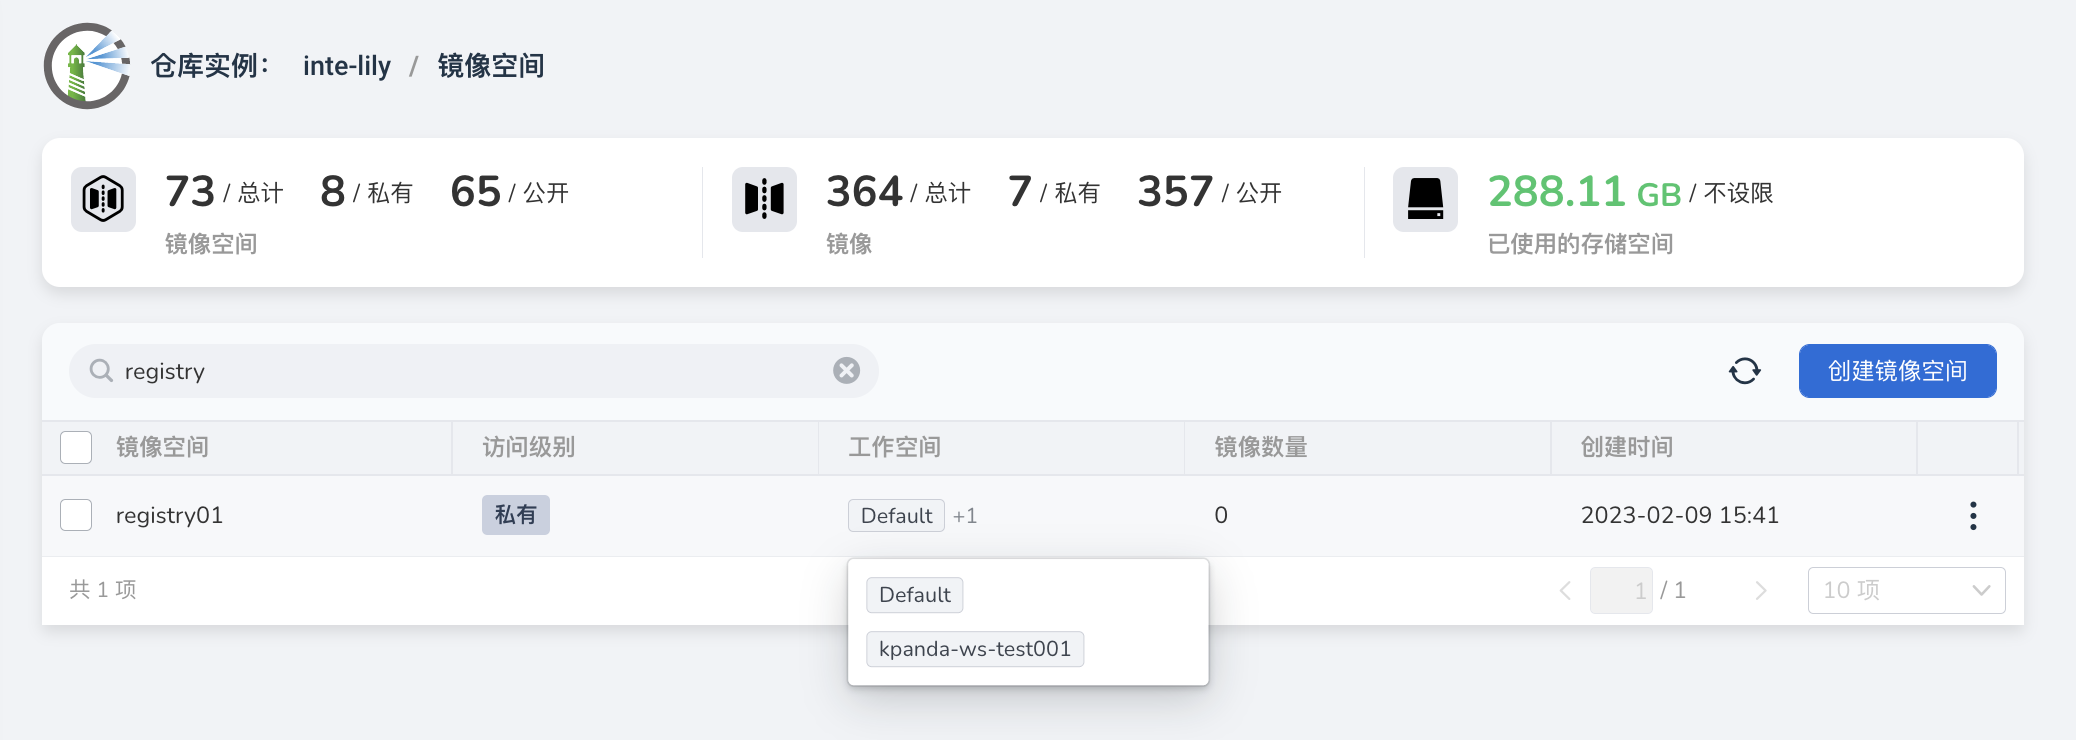 仓库实例： inte-lily / 镜像空间
73 / 总计 8 / 私有 65 / 公开
镜像空间
364 / 总计 7 / 私有 357 / 公开
镜像
288.11 GB / 不设限
已使用的存储空间
registry
创建镜像空间
镜像空间 访问级别 工作空间 镜像数量 创建时间
registry01 私有 Default +1 0 2023-02-09 15:41
共 1 项 1 / 1 10 项
Default
kpanda-ws-test001